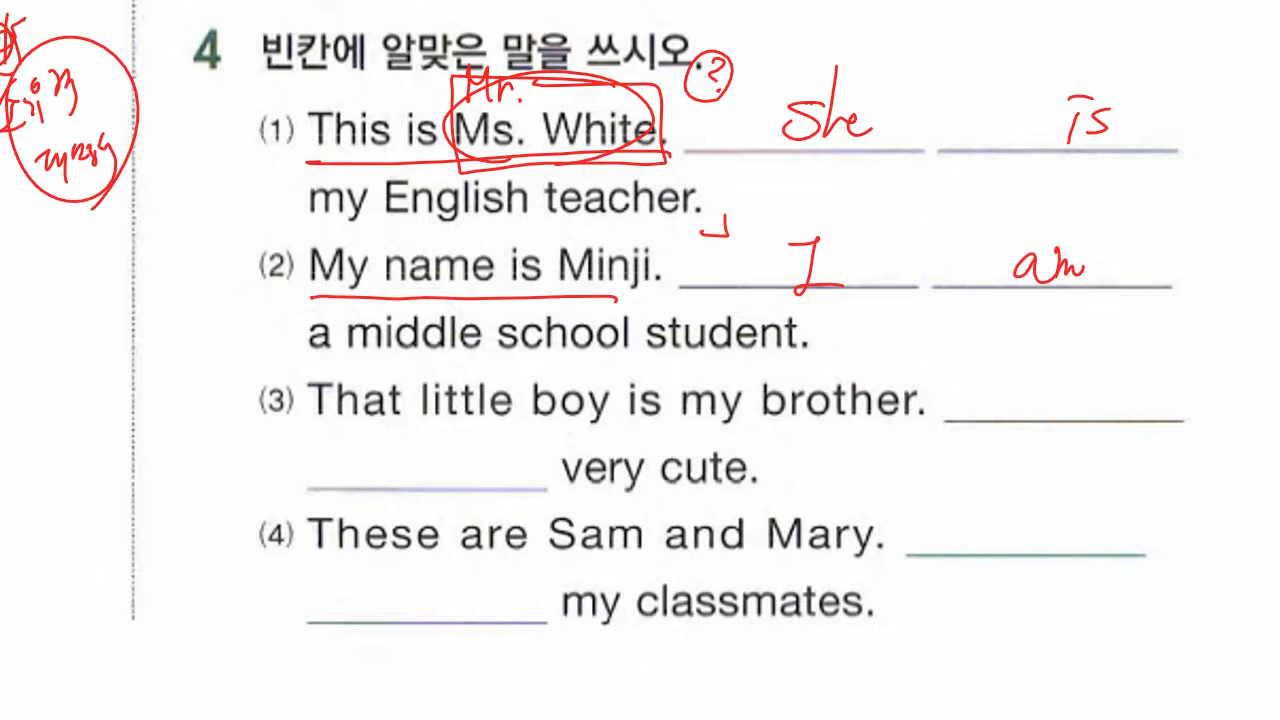 4 빈칸에 알맞은 말을 쓰시오. ?
Mr.
(1) This is Ms. White. She is
my English teacher.
(2) My name is Minji. I am
a middle school student.
(3) That little boy is my brother.
very cute.
(4) These are Sam and Mary.
my classmates.